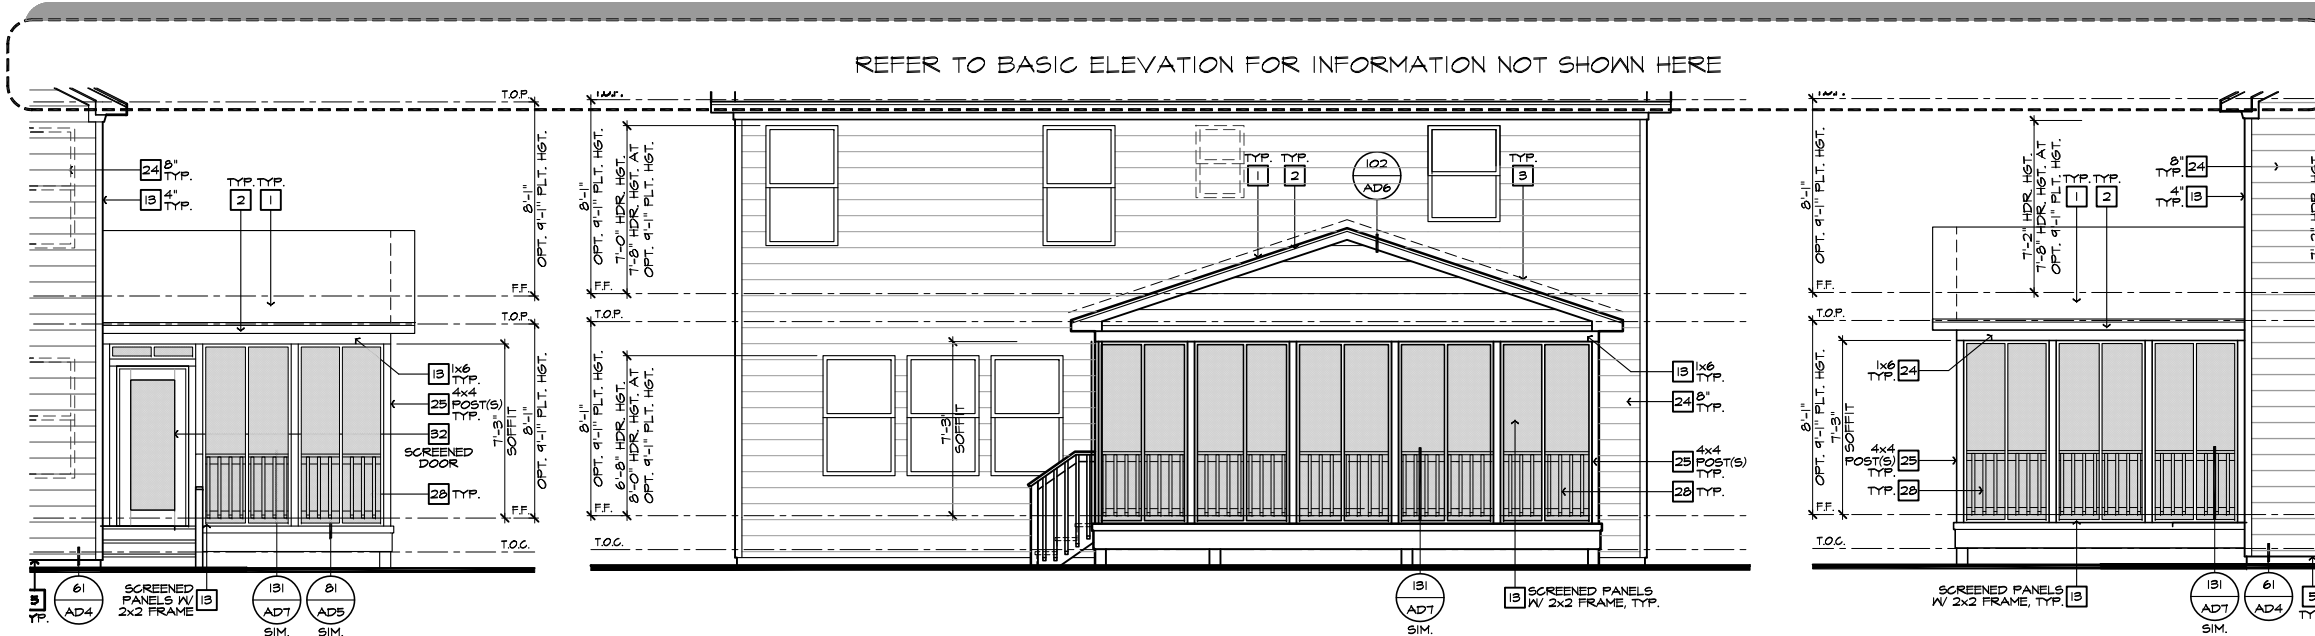 REFER TO BASIC ELEVATION FOR INFORMATION NOT SHOWN HERE
T.O.P.
24 8"
TYP.
13 4"
TYP.
TYP. TYP.
2 1
8'-1"
OPT. 9'-1" PLT. HGT.
F.F.
T.O.P.
13 1x6
TYP.
25 4x4
POST(S)
TYP.
32
SCREENED
DOOR
28 TYP.
7'-3"
SOFFIT
8'-1"
OPT. 9'-1" PLT. HGT.
F.F.
T.O.C.
TYP.
61
AD4
SCREENED
PANELS W/
2x2 FRAME
13
131
AD7
SIM.
81
AD5
SIM.
T.O.P.
8'-1"
OPT. 9'-1" PLT. HGT.
7'-0" HDR. HGT.
7'-8" HDR. HGT. AT
OPT. 9'-1" PLT. HGT.
F.F.
T.O.P.
8'-1"
OPT. 9'-1" PLT. HGT.
6'-8" HDR. HGT.
8'-0" HDR. HGT. AT
OPT. 9'-1" PLT. HGT.
F.F.
T.O.C.
TYP. TYP.
1 2
102
AD6
TYP.
3
7'-3"
SOFFIT
13 1x6
TYP.
24 8"
TYP.
25 4x4
POST(S)
TYP.
28 TYP.
131
AD7
SIM.
13 SCREENED PANELS
W/ 2x2 FRAME, TYP.
8'-1"
OPT. 9'-1" PLT. HGT.
7'-2" HDR. HGT.
7'-8" HDR. HGT. AT
OPT. 9'-1" PLT. HGT.
TYP. TYP.
1 2
8"
TYP. 24
4"
TYP. 13
F.F.
T.O.P.
8'-1"
OPT. 9'-1" PLT. HGT.
7'-3"
SOFFIT
1x6
TYP. 24
4x4
POST(S) 25
TYP.
TYP. 28
F.F.
T.O.C.
SCREENED PANELS
W/ 2x2 FRAME, TYP. 13
131
AD7
SIM.
61
AD4